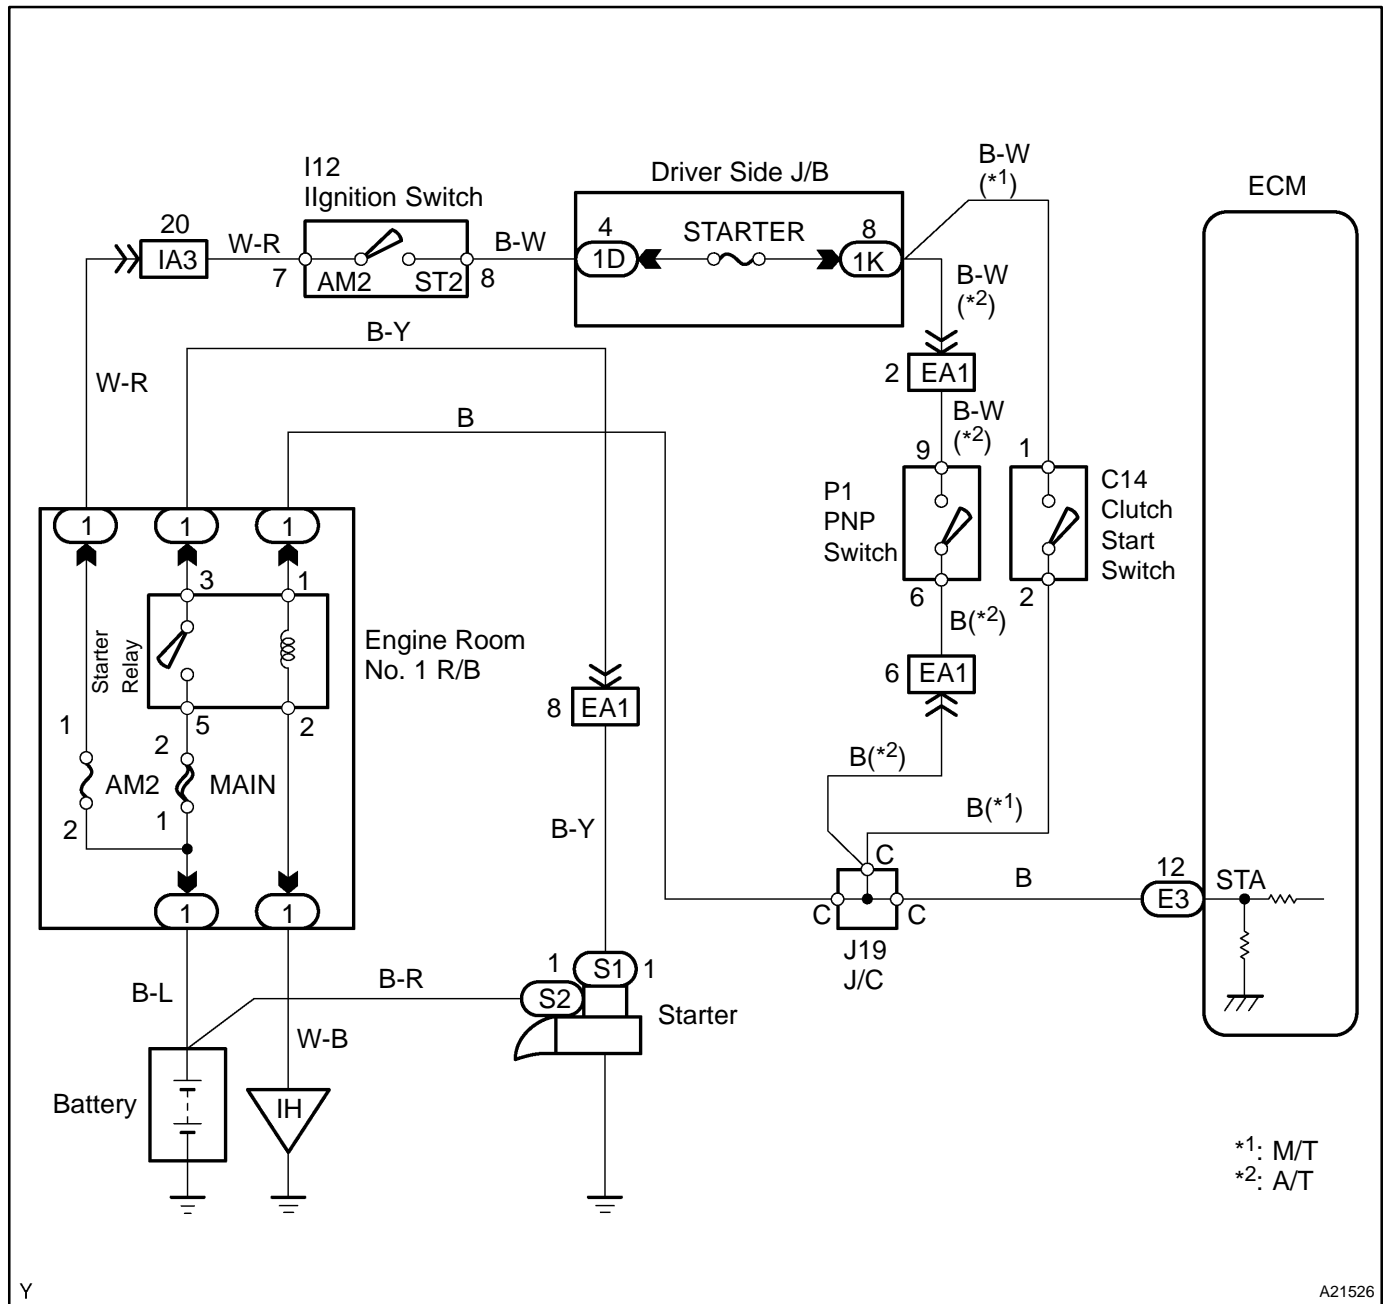 I12
IIgnition Switch
Driver Side J/B
B-W
(*1)
ECM
20
IA3
W-R
7
AM2
ST2
8
B-W
4
1D
STARTER
8
1K
B-W
(*2)
B-Y
W-R
2
EA1
B-W
(*2)
B
9
1
P1
PNP
Switch
C14
Clutch
Start
Switch
1
1
1
3
1
6
2
Starter
Relay
Engine Room
No. 1 R/B
B(*2)
6
EA1
8
EA1
1
5
2
2
AM2
MAIN
2
1
B(*2)
B-Y
B(*1)
C
12
B
STA
E3
C
C
1
1
J19
J/C
1
S1
1
S2
B-R
B-L
Starter
W-B
Battery
IH
*1: M/T
*2: A/T
Y
A21526